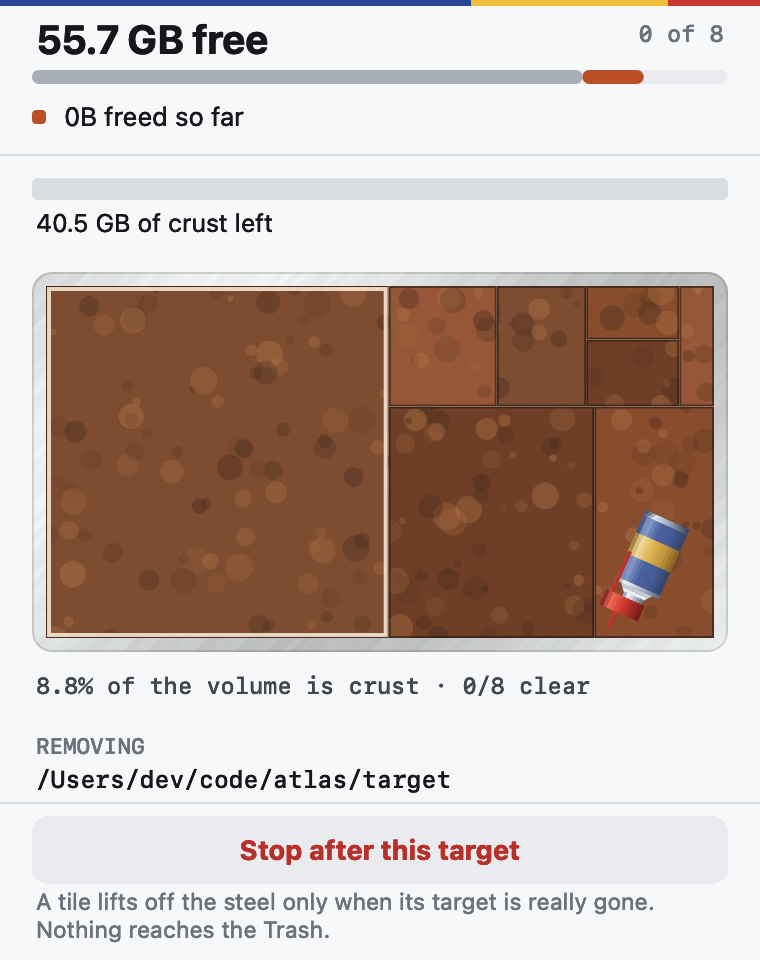 55.7 GB free
0 of 8
0B freed so far
40.5 GB of crust left
8.8% of the volume is crust · 0/8 clear
REMOVING
/Users/dev/code/atlas/target
Stop after this target
A tile lifts off the steel only when its target is really gone.
Nothing reaches the Trash.